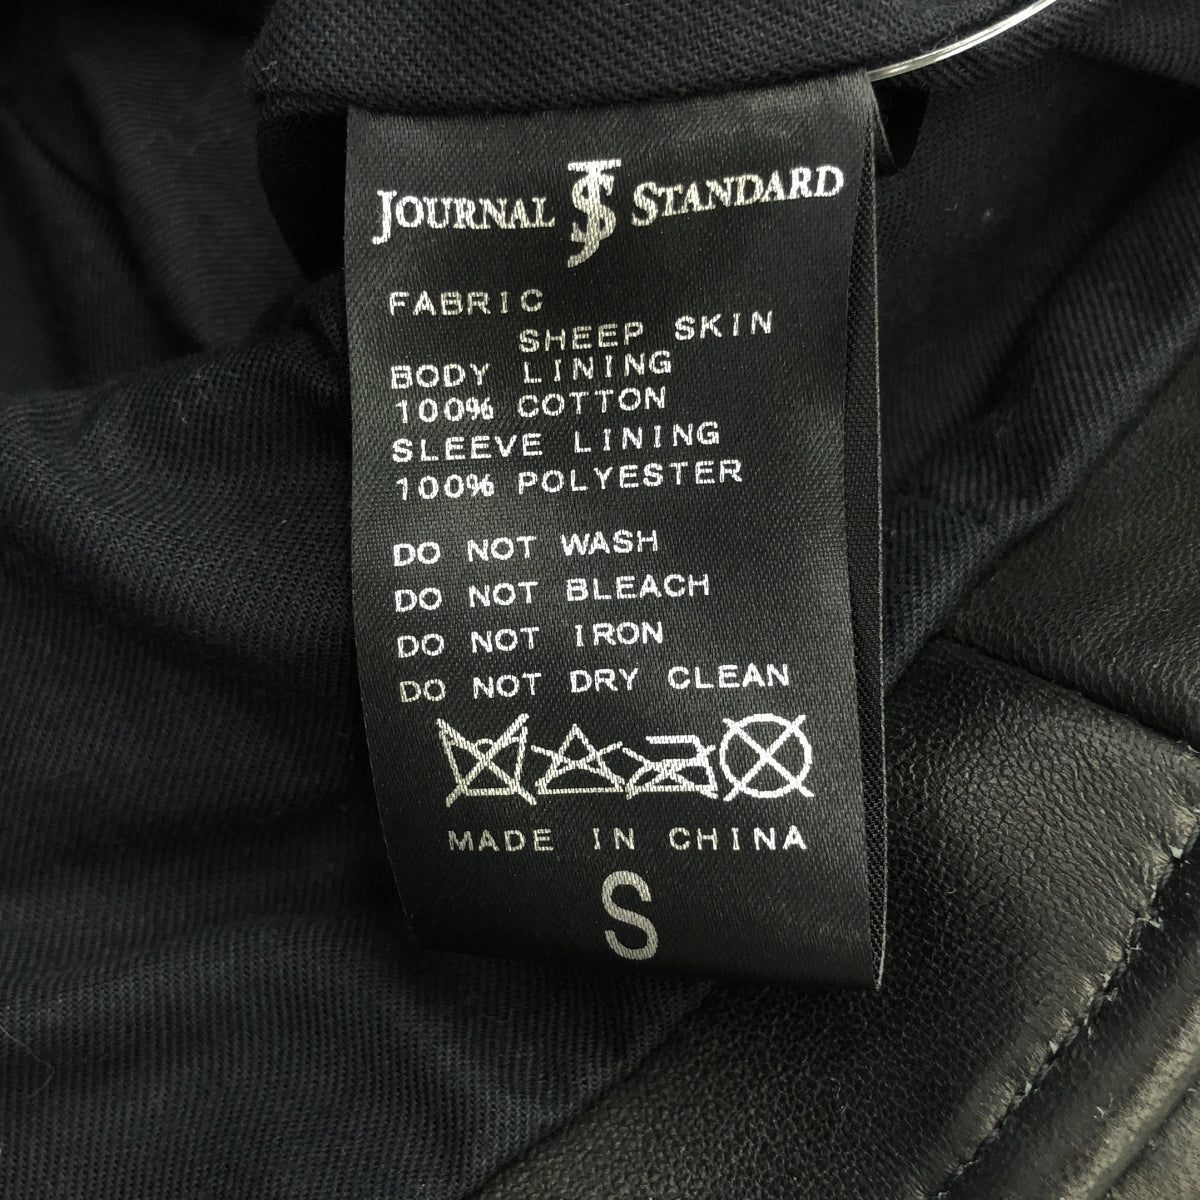 JOURNAL JS STANDARD
FABRIC
SHEEP SKIN
BODY LINING
100% COTTON
SLEEVE LINING
100% POLYESTER
DO NOT WASH
DO NOT BLEACH
DO NOT IRON
DO NOT DRY CLEAN
MADE IN CHINA
S